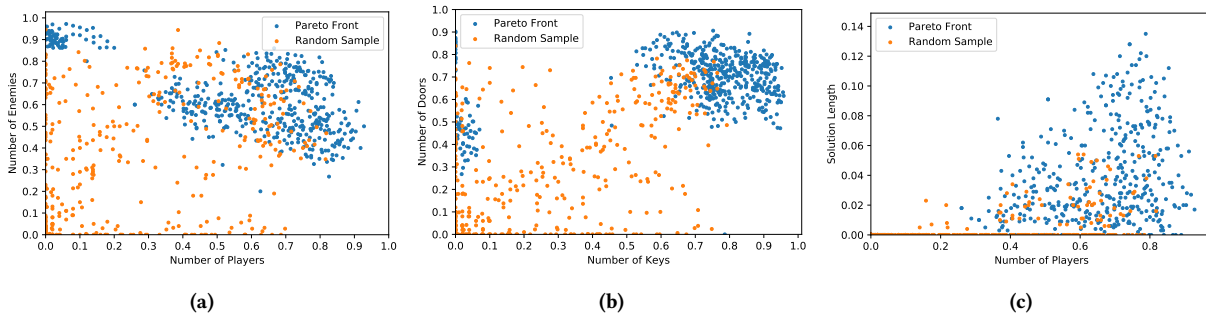 1.0
0.9
0.8
0.7
0.6
0.5
0.4
0.3
0.2
0.1
0.0
Number of Enemies
Pareto Front
Random Sample
0.0 0.1 0.2 0.3 0.4 0.5 0.6 0.7 0.8 0.9 1.0
Number of Players
(a)
1.0
0.9
0.8
0.7
0.6
0.5
0.4
0.3
0.2
0.1
0.0
Number of Doors
Pareto Front
Random Sample
0.0 0.1 0.2 0.3 0.4 0.5 0.6 0.7 0.8 0.9 1.0
Number of Keys
(b)
0.14
0.12
0.10
0.08
0.06
0.04
0.02
0.00
Solution Length
Pareto Front
Random Sample
0.0 0.2 0.4 0.6 0.8
Number of Players
(c)